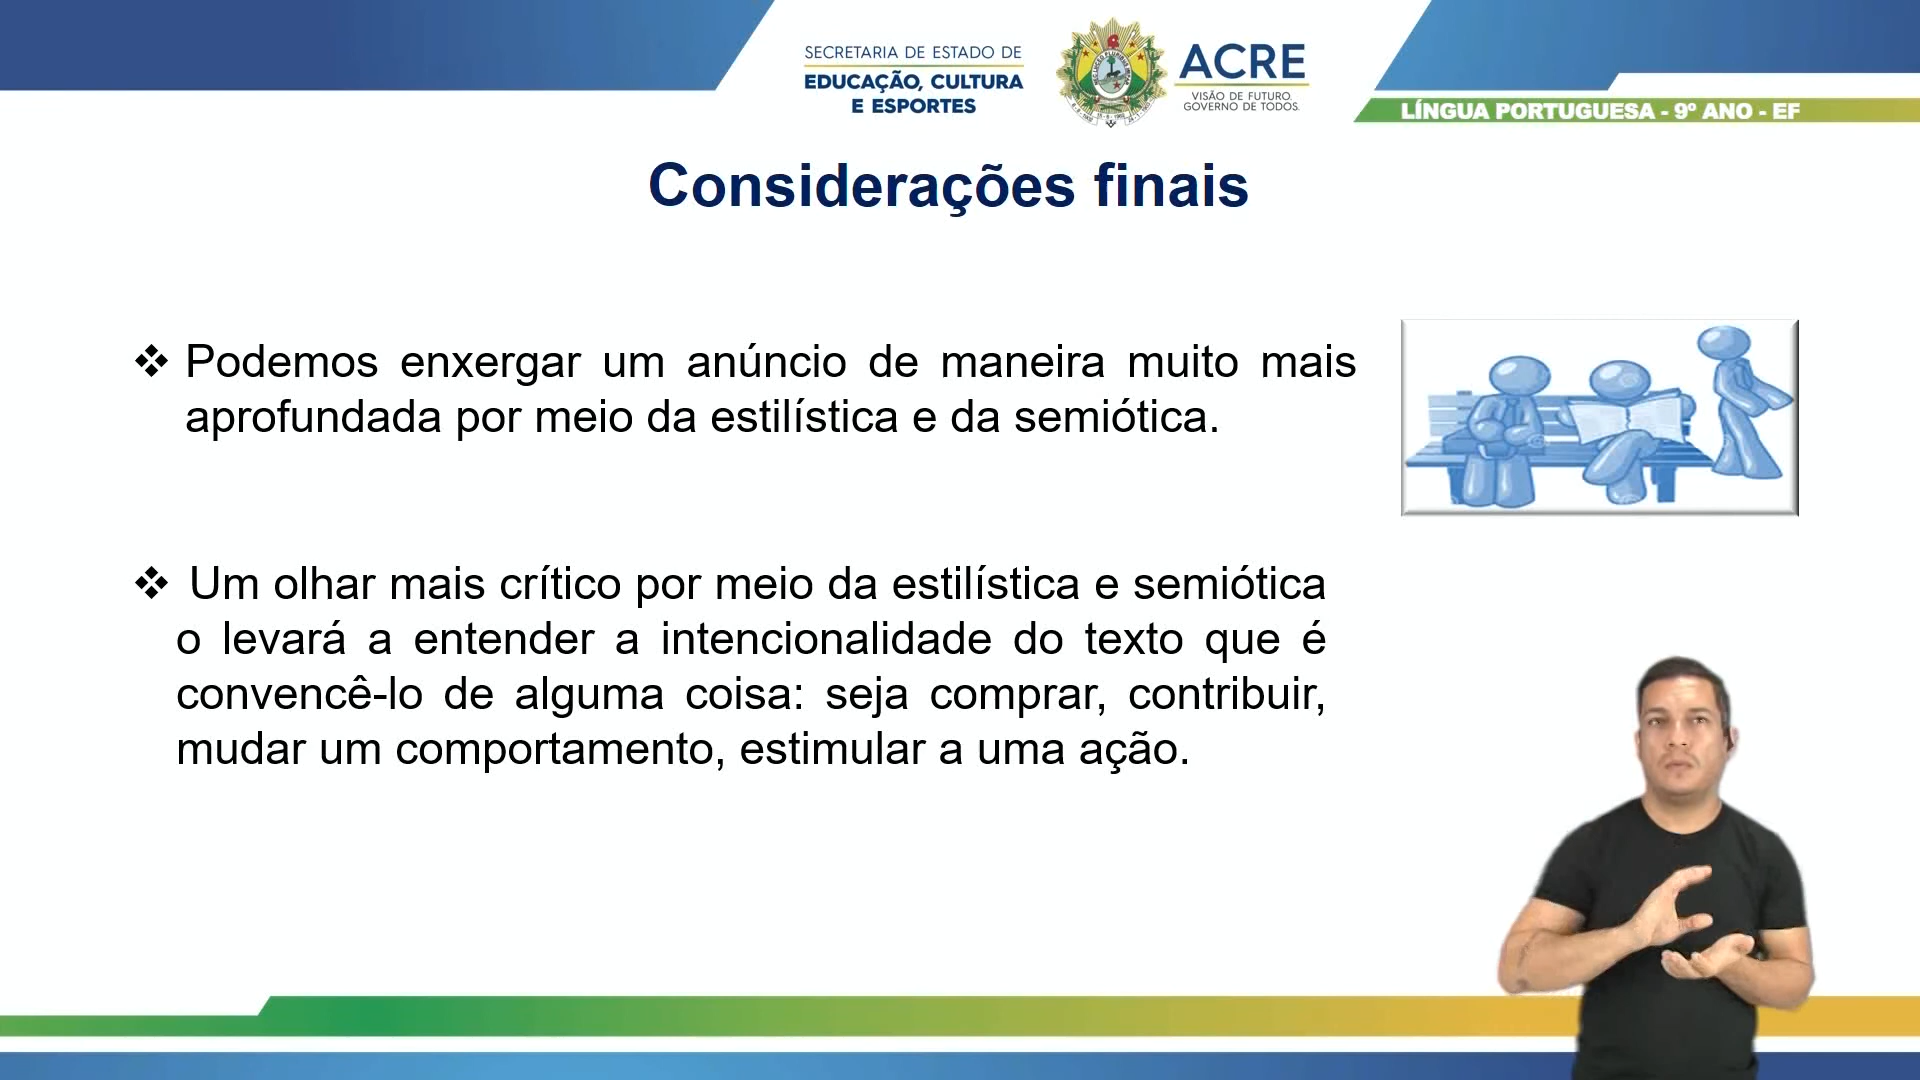 SECRETARIA DE ESTADO DE
EDUCAÇÃO, CULTURA
E ESPORTES
ACRE
VISÃO DE FUTURO.
GOVERNO DE TODOS.
LÍNGUA PORTUGUESA - 9º ANO - EF
Considerações finais
❖ Podemos enxergar um anúncio de maneira muito mais
aprofundada por meio da estilística e da semiótica.
❖ Um olhar mais crítico por meio da estilística e semiótica
o levará a entender a intencionalidade do texto que é
convencê-lo de alguma coisa: seja comprar, contribuir,
mudar um comportamento, estimular a uma ação.